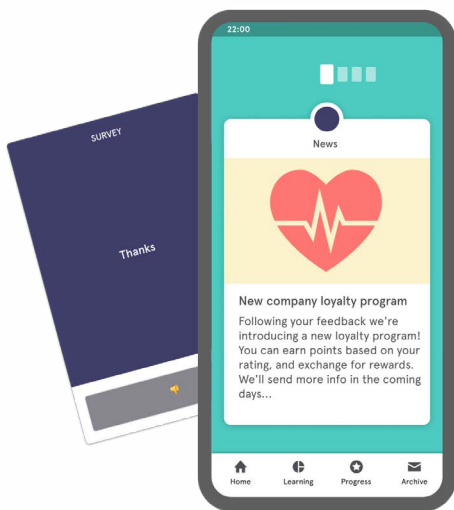 22:00
SURVEY
Thanks
News
New company loyalty program
Following your feedback we're
introducing a new loyalty program!
You can earn points based on your
rating, and exchange for rewards.
We'll send more info in the coming
days...
Home Learning Progress Archive